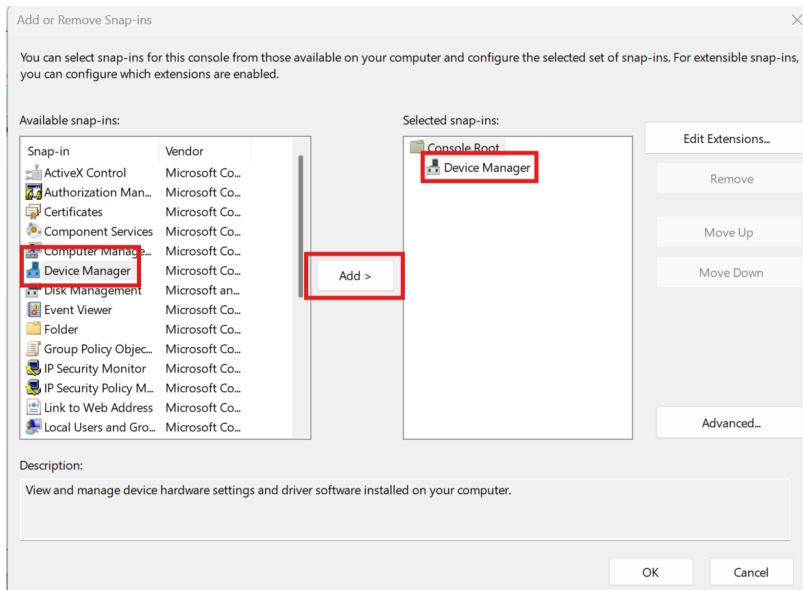 Add or Remove Snap-ins
You can select snap-ins for this console from those available on your computer and configure the selected set of snap-ins. For extensible snap-ins,
you can configure which extensions are enabled.
Available snap-ins:
Selected snap-ins:
Snap-in Vendor
ActiveX Control Microsoft Co...
Authorization Man... Microsoft Co...
Certificates Microsoft Co...
Component Services Microsoft Co...
Computer Manage... Microsoft Co...
Device Manager Microsoft Co...
Disk Management Microsoft an...
Event Viewer Microsoft Co...
Folder Microsoft Co...
Group Policy Objec... Microsoft Co...
IP Security Monitor Microsoft Co...
IP Security Policy M... Microsoft Co...
Link to Web Address Microsoft Co...
Local Users and Gro... Microsoft Co...
Add >
Console Root
Device Manager
Edit Extensions...
Remove
Move Up
Move Down
Advanced...
Description:
View and manage device hardware settings and driver software installed on your computer.
OK Cancel